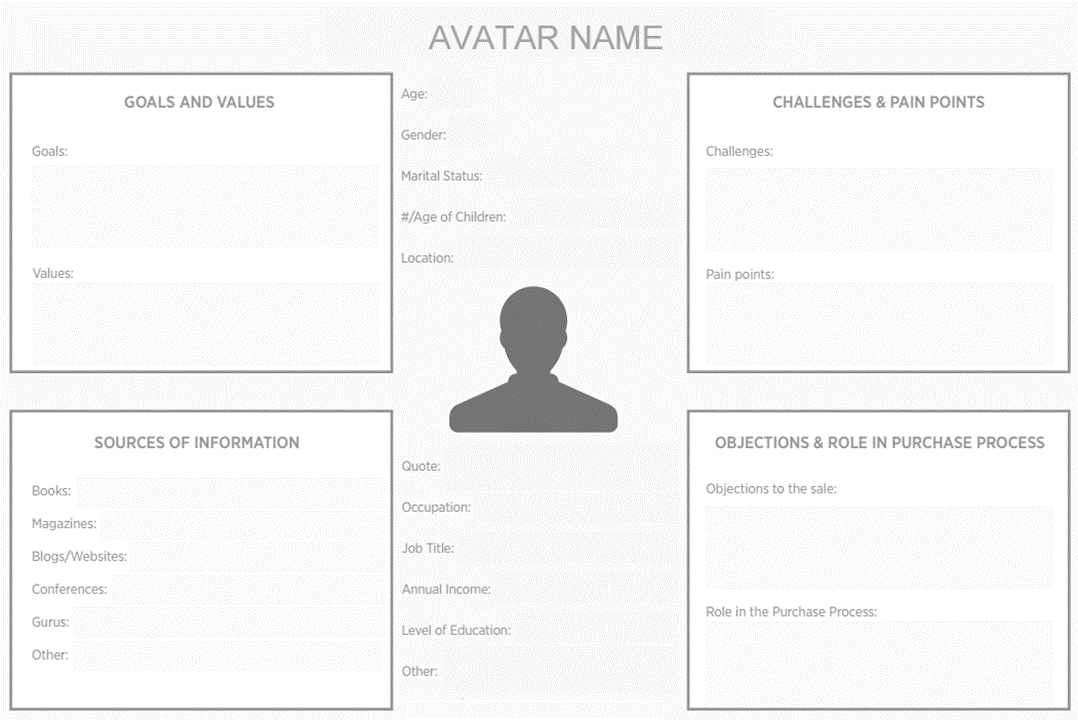 AVATAR NAME
GOALS AND VALUES
Goals:
Values:
SOURCES OF INFORMATION
Books:
Magazines:
Blogs/Websites:
Conferences:
Gurus:
Other:
Age:
Gender:
Marital Status:
#/Age of Children:
Location:
Quote:
Occupation:
Job Title:
Annual Income:
Level of Education:
Other:
CHALLENGES & PAIN POINTS
Challenges:
Pain points:
OBJECTIONS & ROLE IN PURCHASE PROCESS
Objections to the sale:
Role in the Purchase Process: